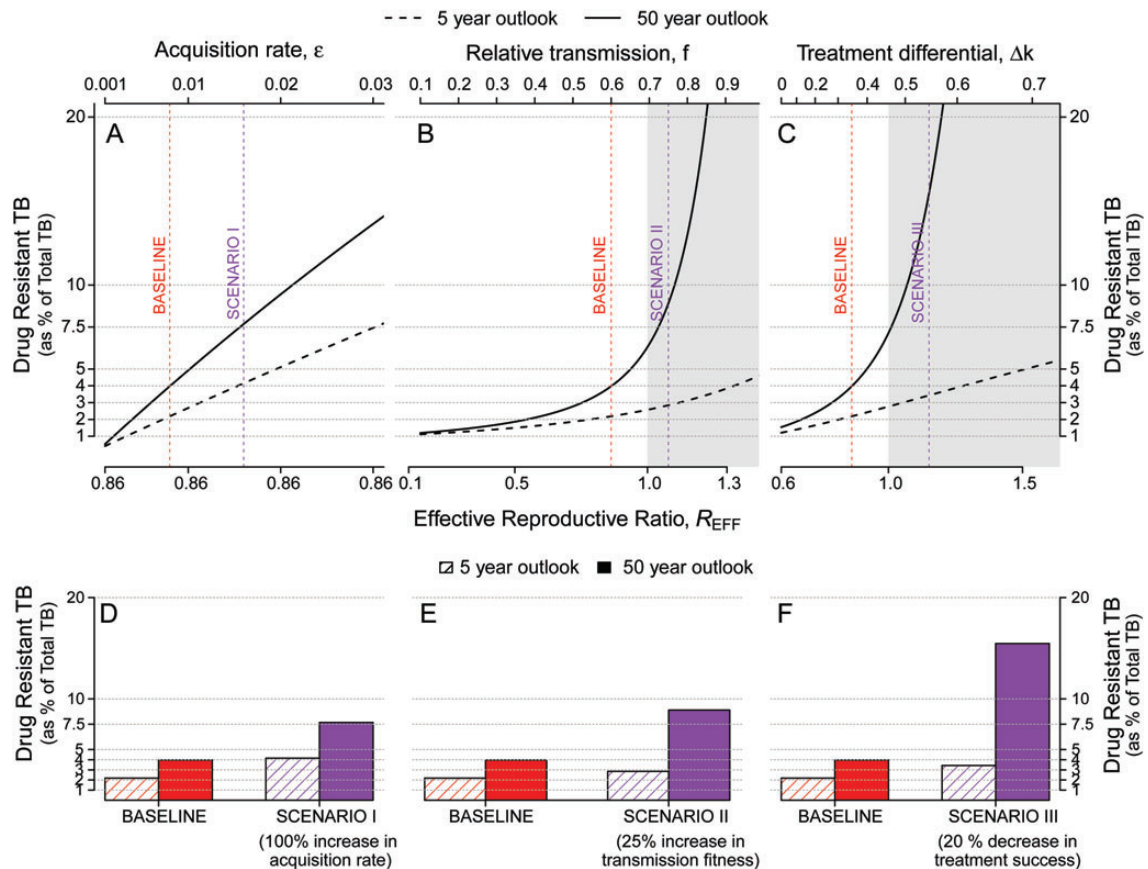 5 year outlook 50 year outlook
Acquisition rate, ε
0.001 0.01 0.02 0.03
Relative transmission, f
0.1 0.2 0.3 0.4 0.5 0.6 0.7 0.8 0.9
Treatment differential, Δk
0 0.2 0.4 0.5 0.6 0.7
Drug Resistant TB
(as % of Total TB)
20
10
7.5
5
4
3
2
1
A
BASELINE
SCENARIO I
B
BASELINE
SCENARIO II
C
BASELINE
SCENARIO III
20
10
7.5
5
4
3
2
1
Drug Resistant TB
(as % of Total TB)
0.86 0.86 0.86 0.86
0.1 0.5 1.0 1.3
0.6 1.0 1.5
Effective Reproductive Ratio, REFF
5 year outlook 50 year outlook
Drug Resistant TB
(as % of Total TB)
20
10
7.5
5
4
3
2
1
D
BASELINE
SCENARIO I
(100% increase in
acquisition rate)
E
BASELINE
SCENARIO II
(25% increase in
transmission fitness)
F
BASELINE
SCENARIO III
(20 % decrease in
treatment success)
20
10
7.5
5
4
3
2
1
Drug Resistant TB
(as % of Total TB)